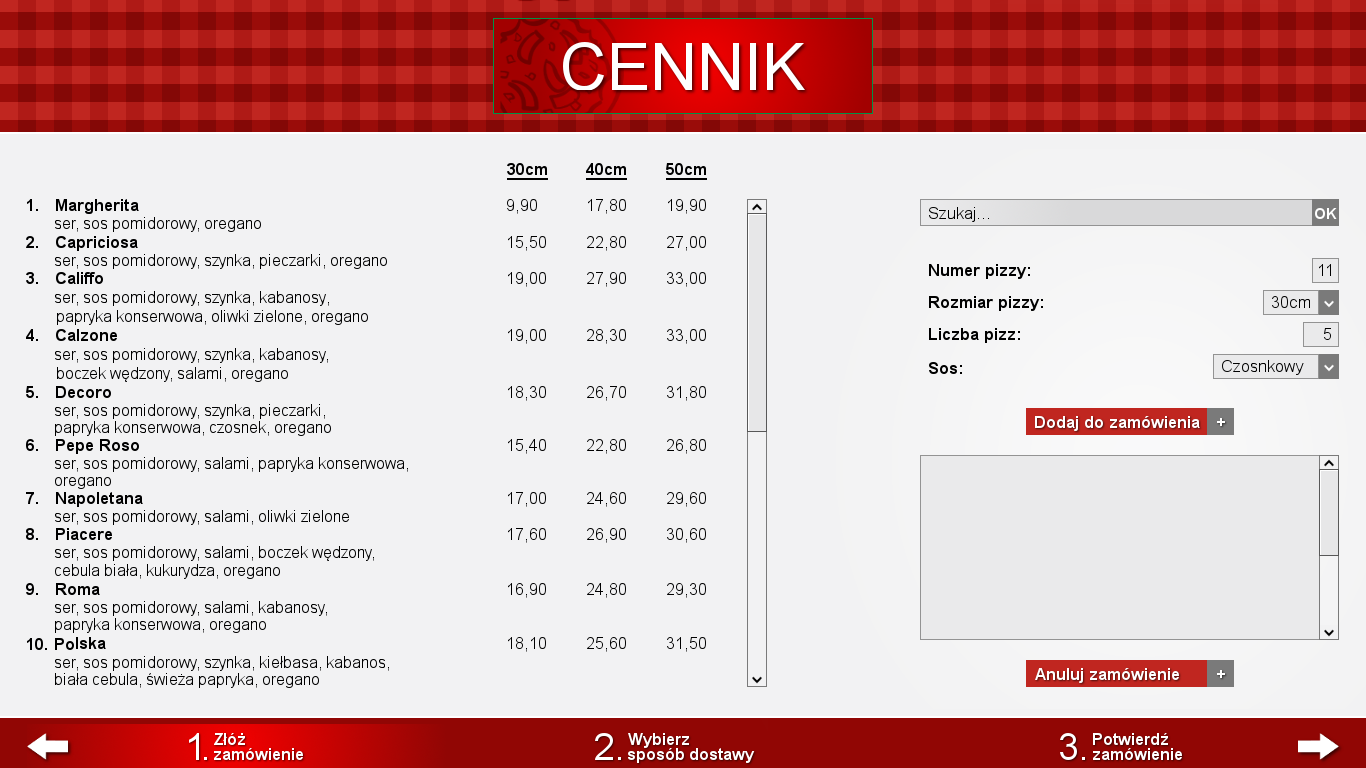 CENNIK
30cm 40cm 50cm
1. Margherita 9,90 17,80 19,90
ser, sos pomidorowy, oregano
2. Capriciosa 15,50 22,80 27,00
ser, sos pomidorowy, szynka, pieczarki, oregano
3. Califfo 19,00 27,90 33,00
ser, sos pomidorowy, szynka, kabanosy,
papryka konserwowa, oliwki zielone, oregano
4. Calzone 19,00 28,30 33,00
ser, sos pomidorowy, szynka, kabanosy,
boczek wędzony, salami, oregano
5. Decoro 18,30 26,70 31,80
ser, sos pomidorowy, szynka, pieczarki,
papryka konserwowa, czosnek, oregano
6. Pepe Roso 15,40 22,80 26,80
ser, sos pomidorowy, salami, papryka konserwowa,
oregano
7. Napoletana 17,00 24,60 29,60
ser, sos pomidorowy, salami, oliwki zielone
8. Piacere 17,60 26,90 30,60
ser, sos pomidorowy, salami, boczek wędzony,
cebula biała, kukurydza, oregano
9. Roma 16,90 24,80 29,30
ser, sos pomidorowy, salami, kabanosy,
papryka konserwowa, oregano
10. Polska 18,10 25,60 31,50
ser, sos pomidorowy, szynka, kiełbasa, kabanos,
biała cebula, świeża papryka, oregano
Szukaj... OK
Numer pizzy: 11
Rozmiar pizzy: 30cm
Liczba pizz: 5
Sos: Czosnkowy
Dodaj do zamówienia +
Anuluj zamówienie +
1. Złóż
zamówienie
2. Wybierz
sposób dostawy
3. Potwierdź
zamówienie